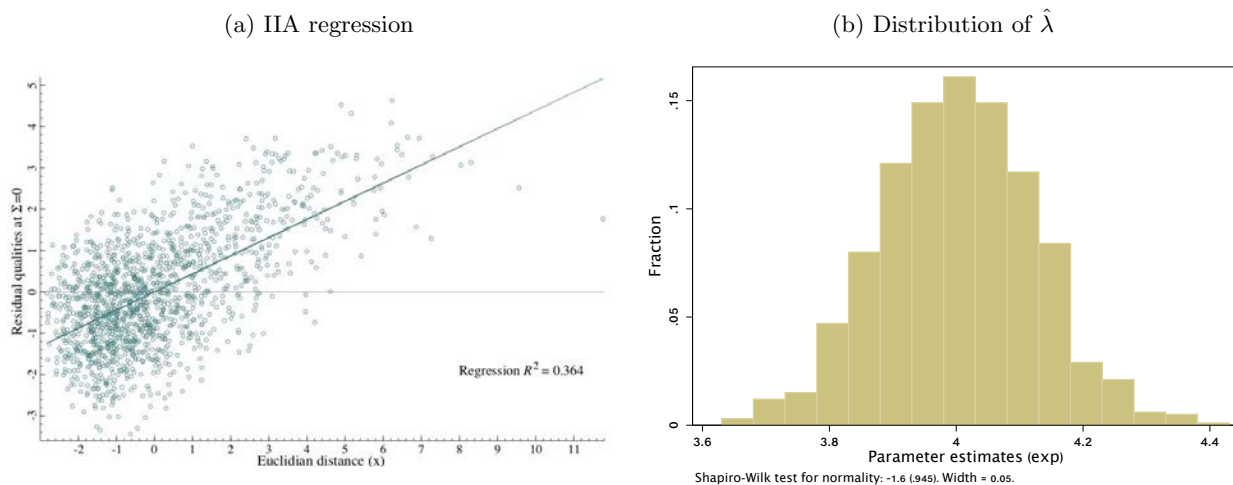 (a) IIA regression
Residual qualities at Σ=0
5
4
3
2
1
0
-1
-2
-3
Regression R² = 0.364
-2 -1 0 1 2 3 4 5 6 7 8 9 10 11
Euclidian distance (x)
(b) Distribution of λ̂
Fraction
.15
.1
.05
0
3.6 3.8 4 4.2 4.4
Parameter estimates (exp)
Shapiro-Wilk test for normality: -1.6 (.945). Width = 0.05.